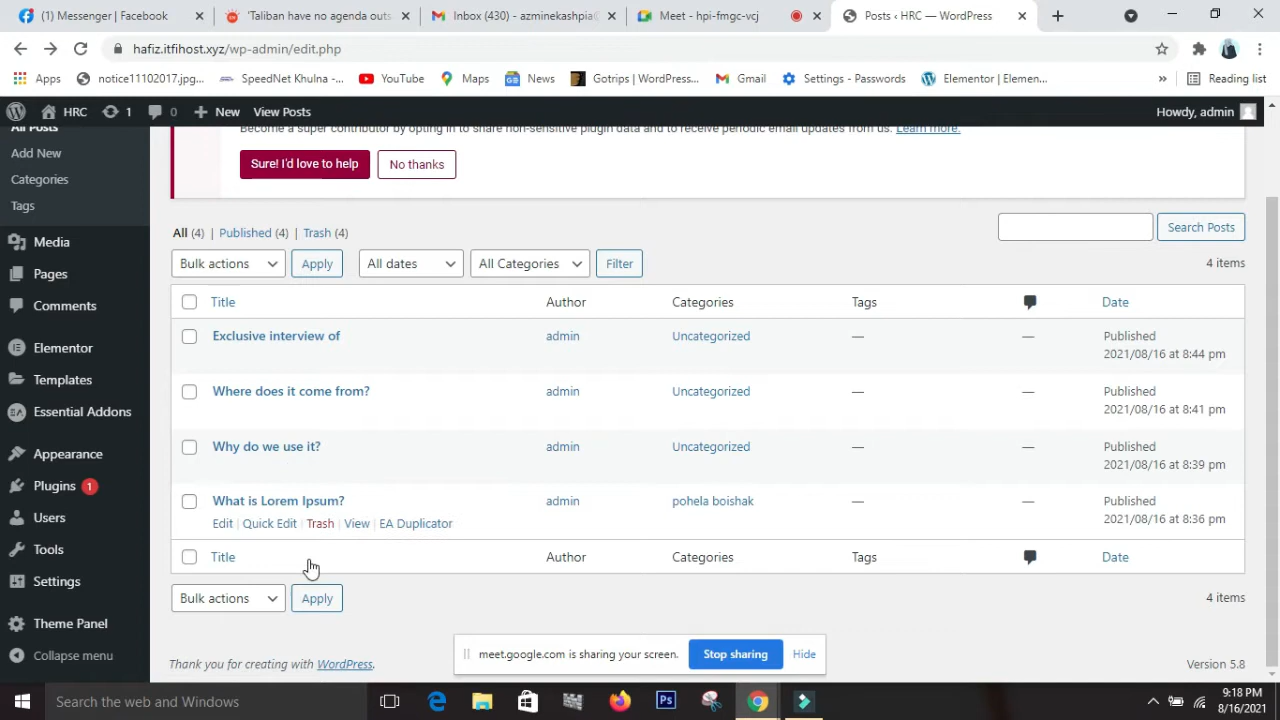 (1) Messenger | Facebook
'Taliban have no agenda outs
Inbox (430) - azminekashpia@
Meet - hpi-fmgc-vcj
Posts ‹ HRC — WordPress
hafiz.itfihost.xyz/wp-admin/edit.php
Apps
notice11102017.jpg...
SpeedNet Khulna -...
YouTube
Maps
News
Gotrips | WordPress...
Gmail
Settings - Passwords
Elementor | Elemen...
»
Reading list
HRC
1
0
New
View Posts
Howdy, admin
All Posts
Add New
Categories
Tags
Media
Pages
Comments
Elementor
Templates
Essential Addons
Appearance
Plugins 1
Users
Tools
Settings
Theme Panel
Collapse menu
Become a super contributor by opting in to share non-sensitive plugin data and to receive periodic email updates from us. Learn more.
Sure! I'd love to help
No thanks
All (4) | Published (4) | Trash (4)
Search Posts
Bulk actions
Apply
All dates
All Categories
Filter
4 items
Title Author Categories Tags Date
Exclusive interview of admin Uncategorized — — Published
2021/08/16 at 8:44 pm
Where does it come from? admin Uncategorized — — Published
2021/08/16 at 8:41 pm
Why do we use it? admin Uncategorized — — Published
2021/08/16 at 8:39 pm
What is Lorem Ipsum? admin pohela boishak — — Published
Edit | Quick Edit | Trash | View | EA Duplicator
2021/08/16 at 8:36 pm
Title Author Categories Tags Date
Bulk actions
Apply
4 items
meet.google.com is sharing your screen.
Stop sharing
Hide
Thank you for creating with WordPress.
Version 5.8
Search the web and Windows
9:18 PM
8/16/2021